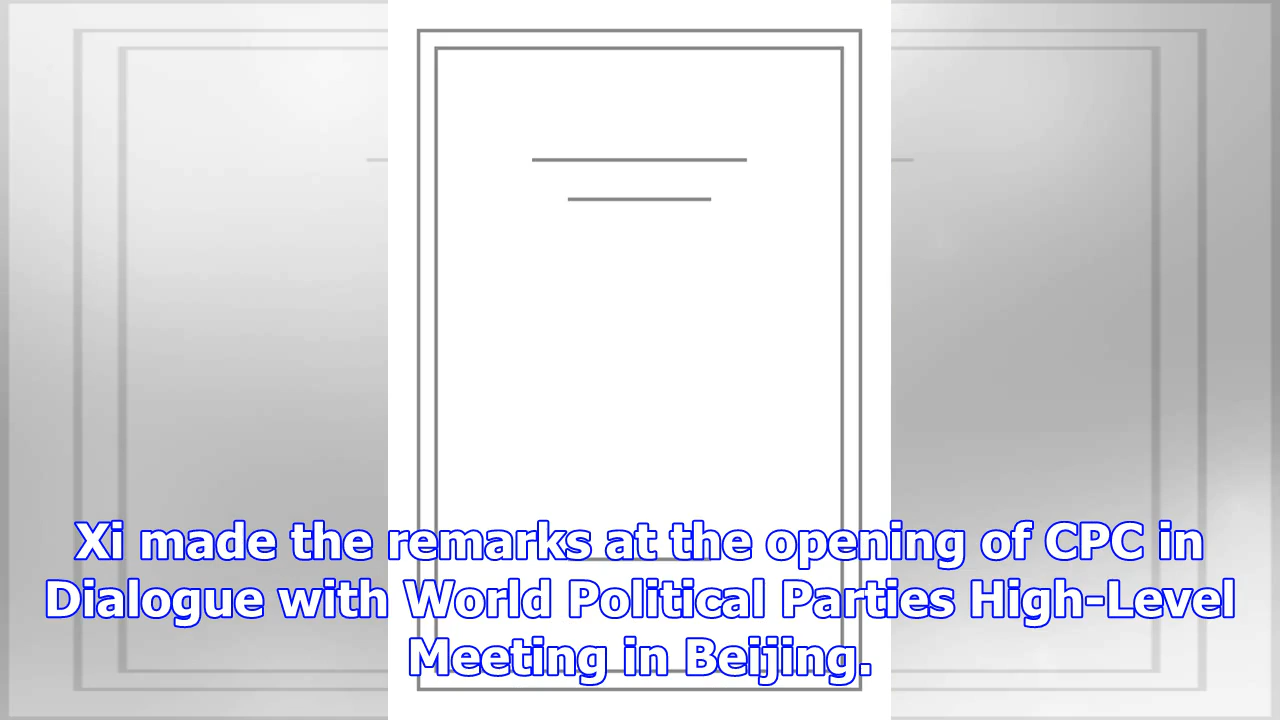 Xi made the remarks at the opening of CPC in
Dialogue with World Political Parties High-Level
Meeting in Beijing.